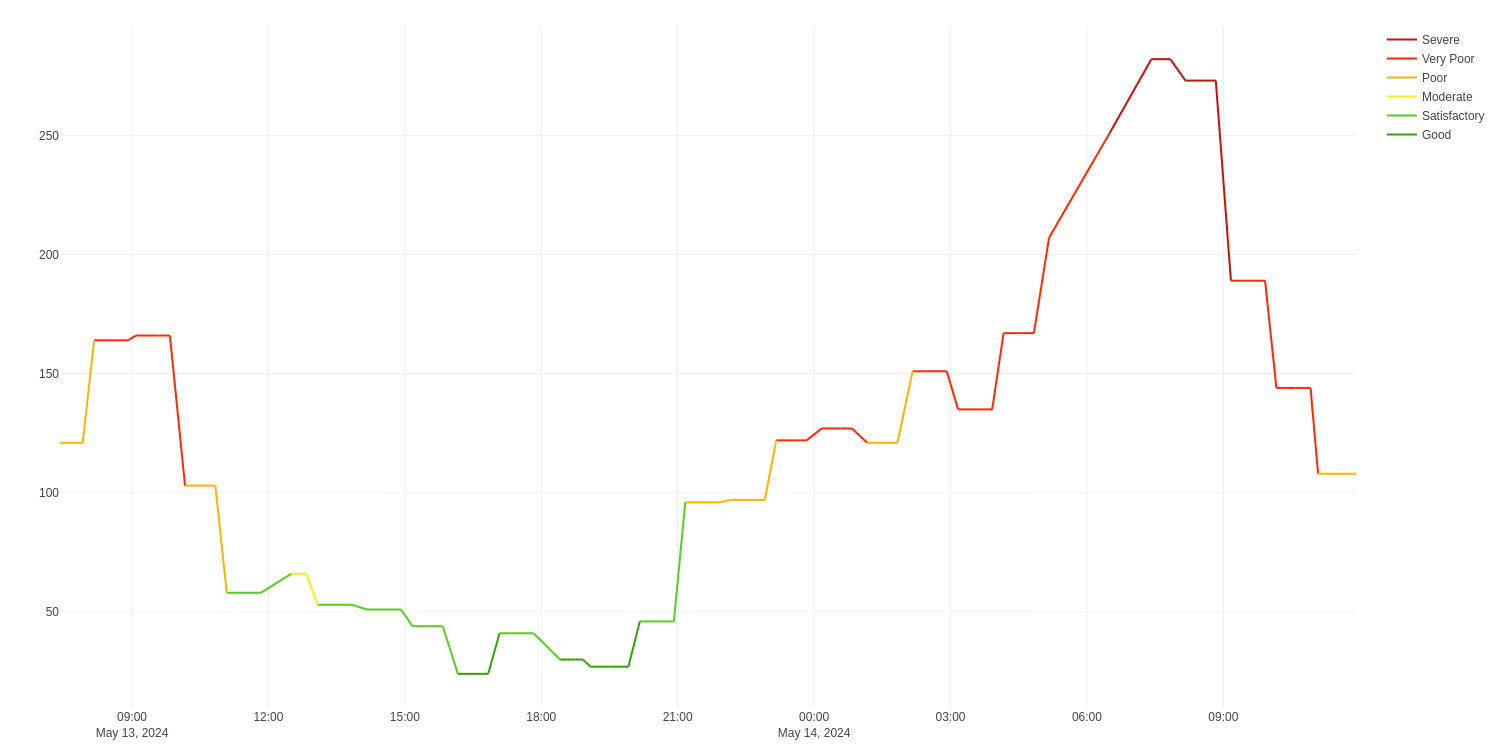 250
200
150
100
50
09:00
12:00
15:00
18:00
21:00
00:00
03:00
06:00
09:00
May 13, 2024
May 14, 2024
Severe
Very Poor
Poor
Moderate
Satisfactory
Good